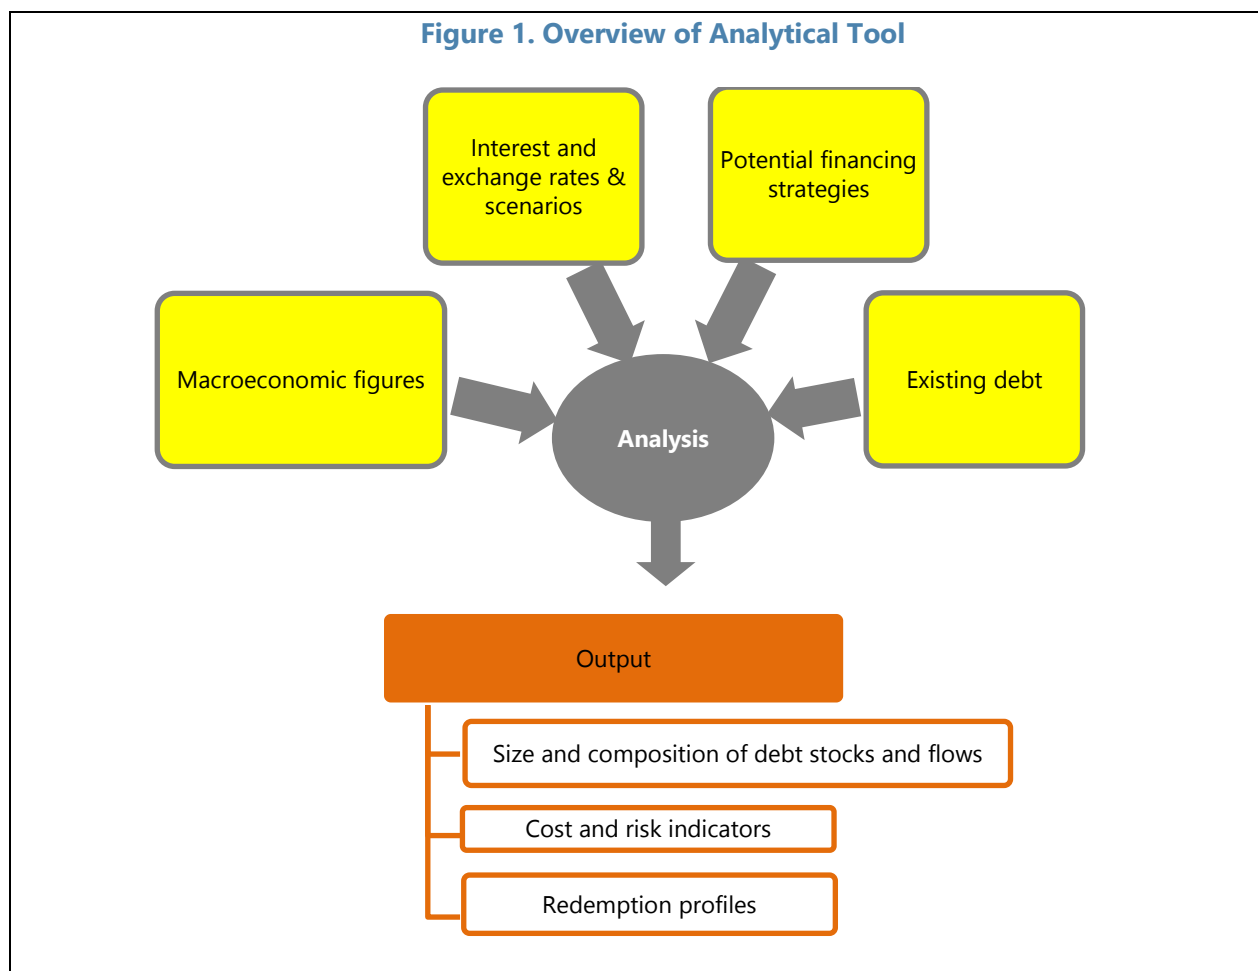 Figure 1. Overview of Analytical Tool
Interest and
exchange rates &
scenarios
Potential financing
strategies
Macroeconomic figures
Existing debt
Analysis
Output
Size and composition of debt stocks and flows
Cost and risk indicators
Redemption profiles